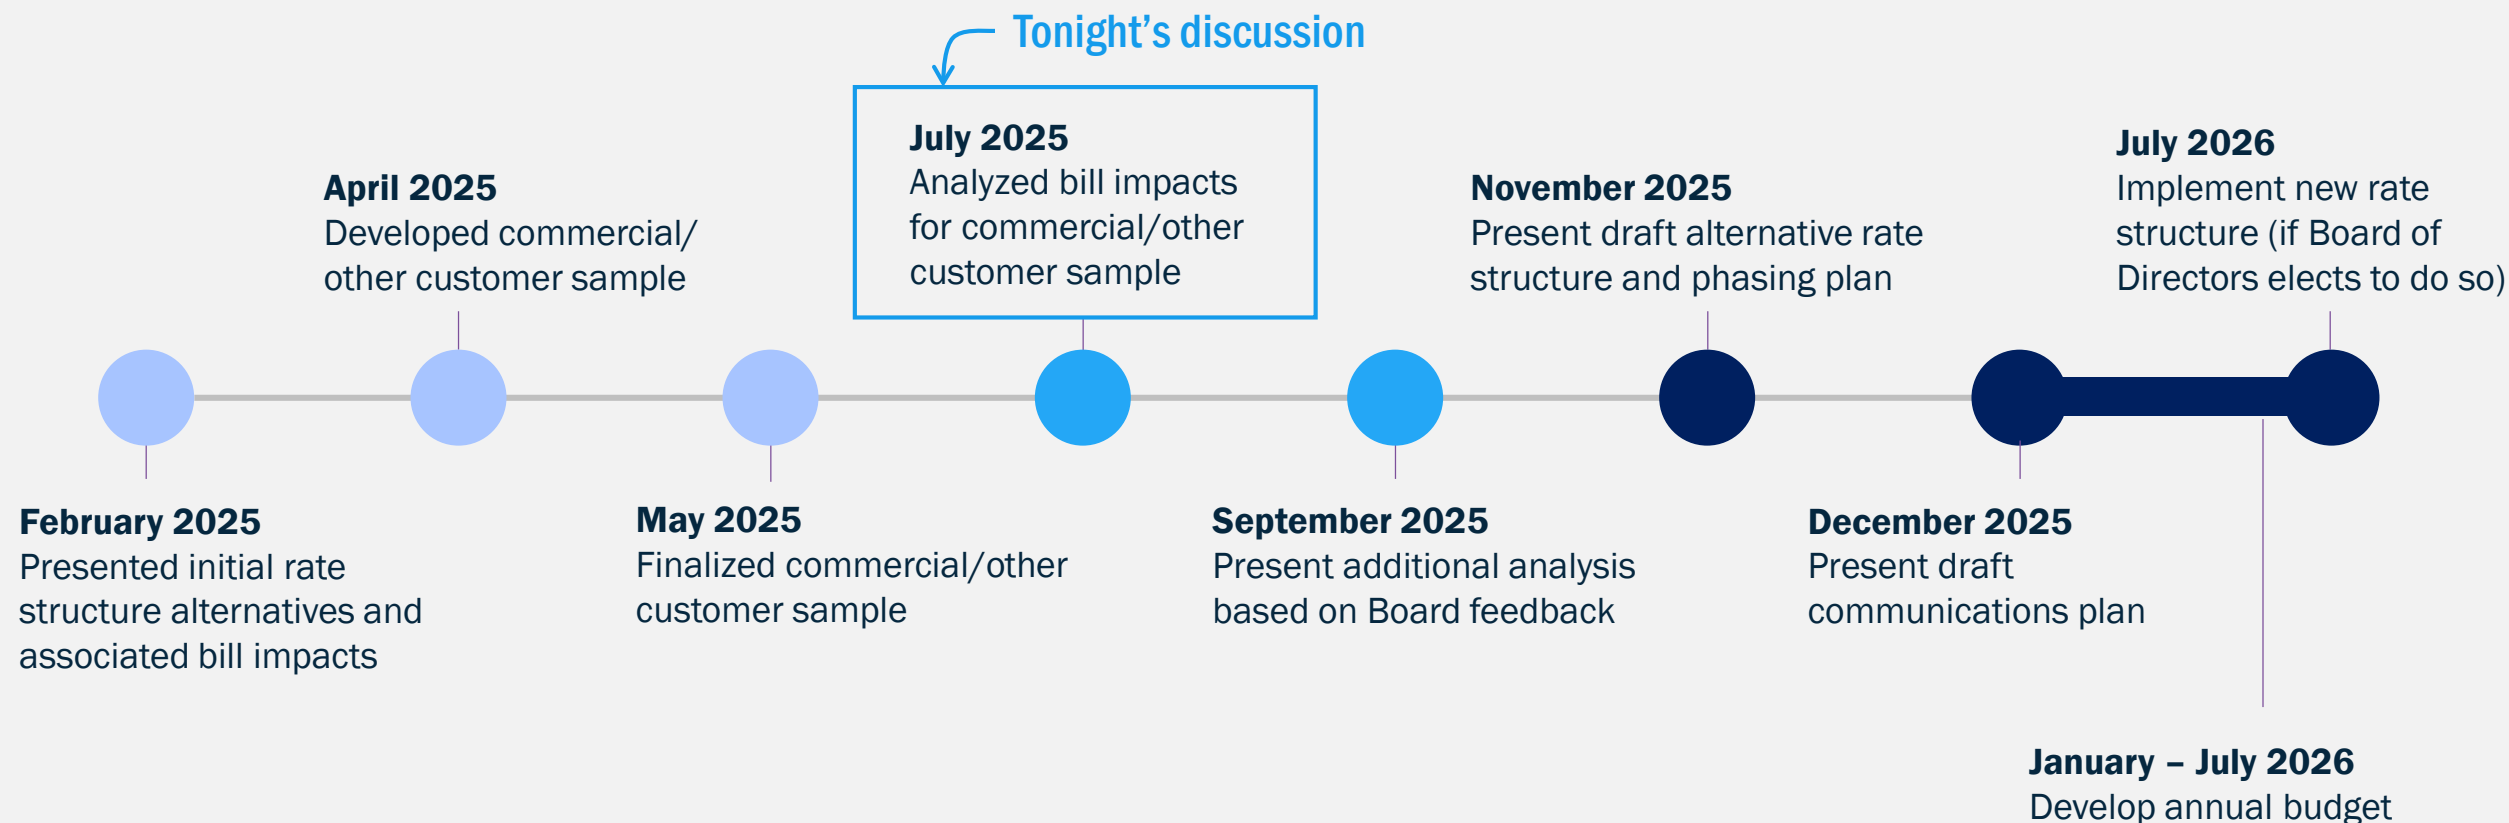 Tonight’s discussion
February 2025
Presented initial rate
structure alternatives and
associated bill impacts
April 2025
Developed commercial/
other customer sample
May 2025
Finalized commercial/other
customer sample
July 2025
Analyzed bill impacts
for commercial/other
customer sample
September 2025
Present additional analysis
based on Board feedback
November 2025
Present draft alternative rate
structure and phasing plan
December 2025
Present draft
communications plan
January – July 2026
Develop annual budget
July 2026
Implement new rate
structure (if Board of
Directors elects to do so)